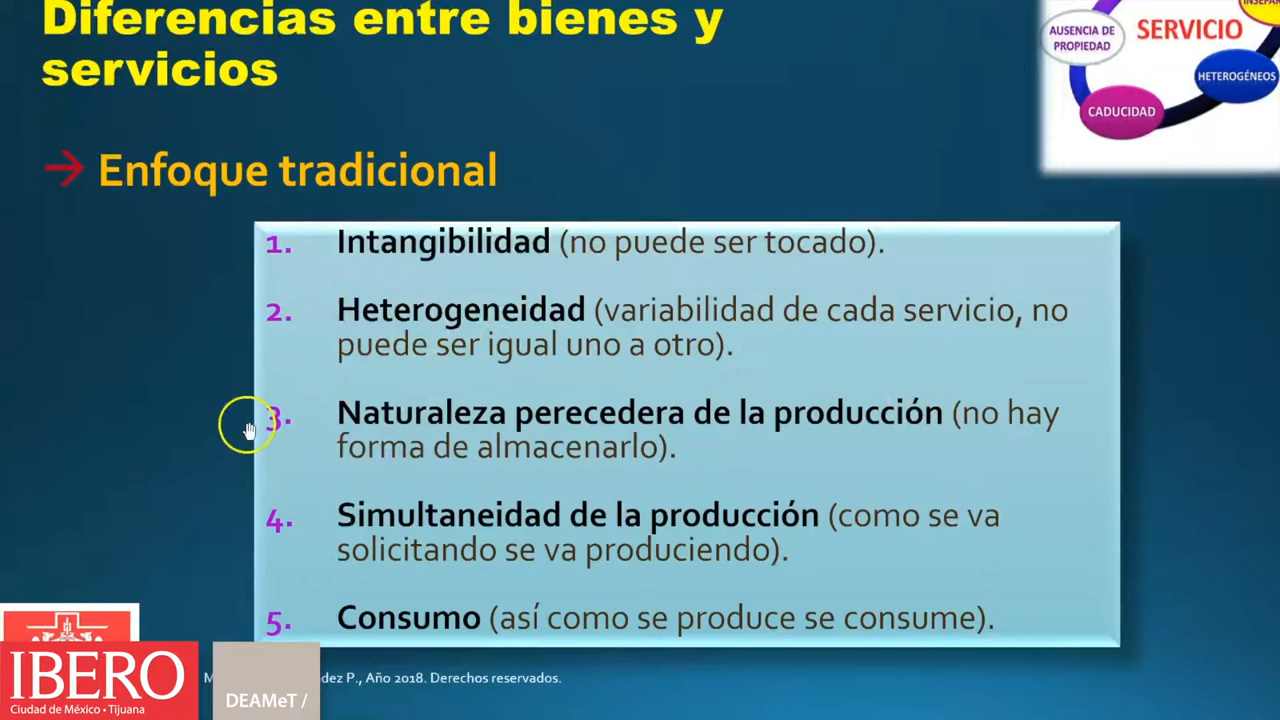 Diferencias entre bienes y
servicios
AUSENCIA DE
PROPIEDAD
SERVICIO
HETEROGÉNEOS
CADUCIDAD
→ Enfoque tradicional
1. Intangibilidad (no puede ser tocado).
2. Heterogeneidad (variabilidad de cada servicio, no
puede ser igual uno a otro).
3. Naturaleza perecedera de la producción (no hay
forma de almacenarlo).
4. Simultaneidad de la producción (como se va
solicitando se va produciendo).
5. Consumo (así como se produce se consume).
IBERO
Ciudad de México • Tijuana
DEAMeT /
P., Año 2018. Derechos reservados.